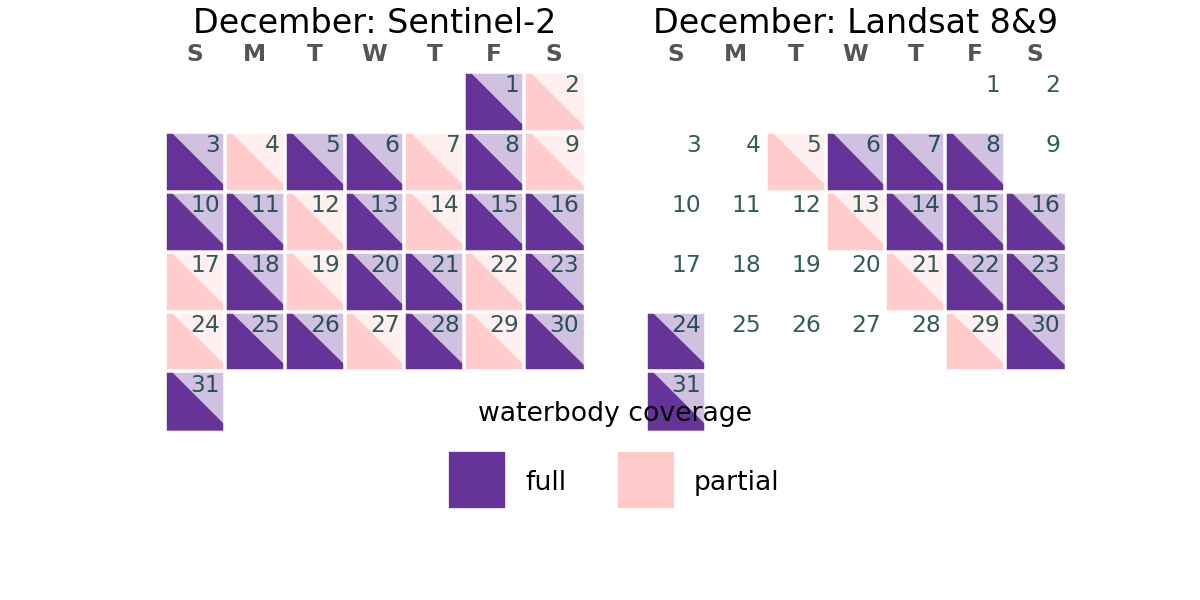 December: Sentinel-2
S M T W T F S
1 2
3 4 5 6 7 8 9
10 11 12 13 14 15 16
17 18 19 20 21 22 23
24 25 26 27 28 29 30
31
December: Landsat 8&9
S M T W T F S
1 2
3 4 5 6 7 8 9
10 11 12 13 14 15 16
17 18 19 20 21 22 23
24 25 26 27 28 29 30
31
waterbody coverage
full partial